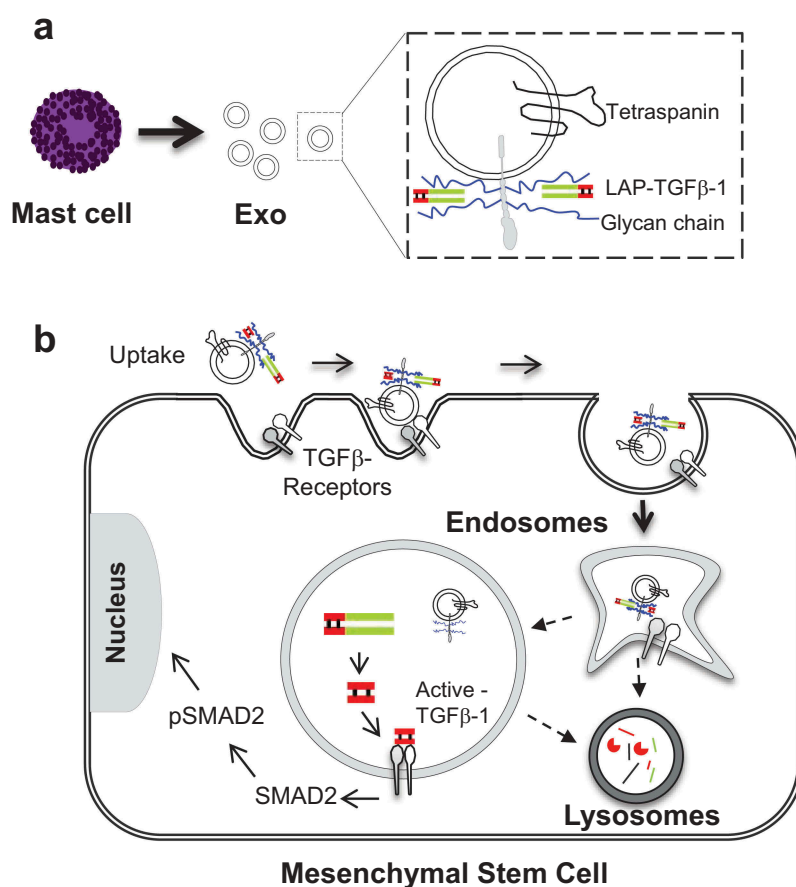 a
Mast cell
Exo
Tetraspanin
LAP-TGFβ-1
Glycan chain
b
Uptake
TGFβ-
Receptors
Endosomes
Nucleus
Active -
TGFβ-1
pSMAD2
SMAD2
Lysosomes
Mesenchymal Stem Cell